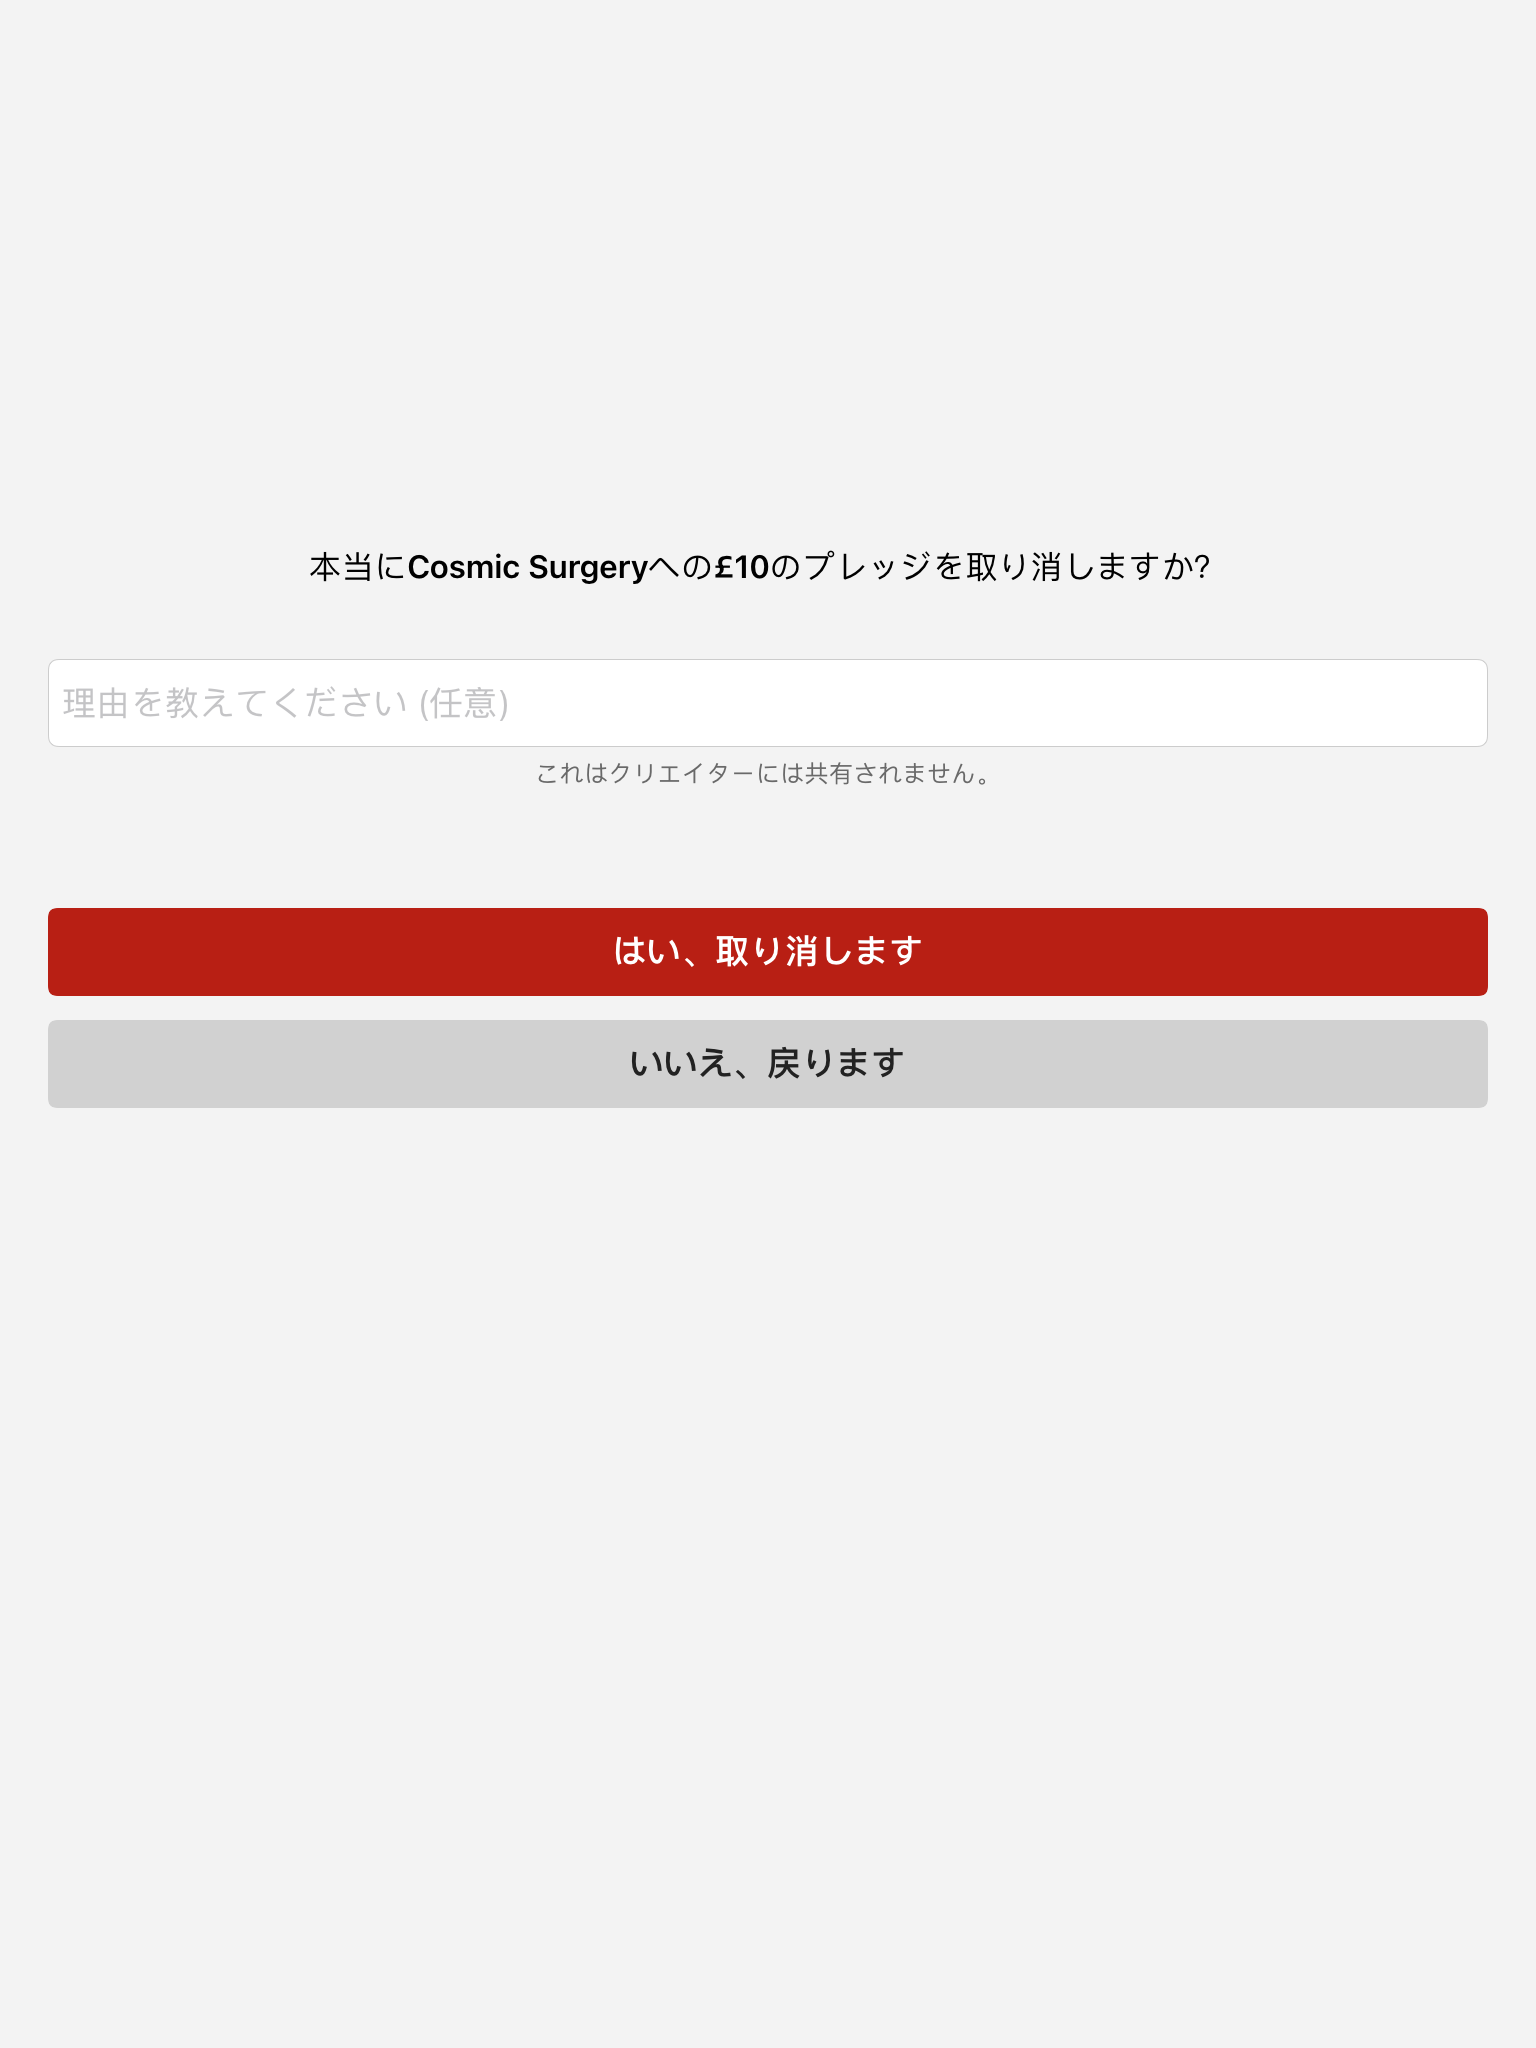 本当にCosmic Surgeryへの£10のプレッジを取り消しますか?
理由を教えてください (任意)
これはクリエイターには共有されません。
はい、取り消します
いいえ、戻ります